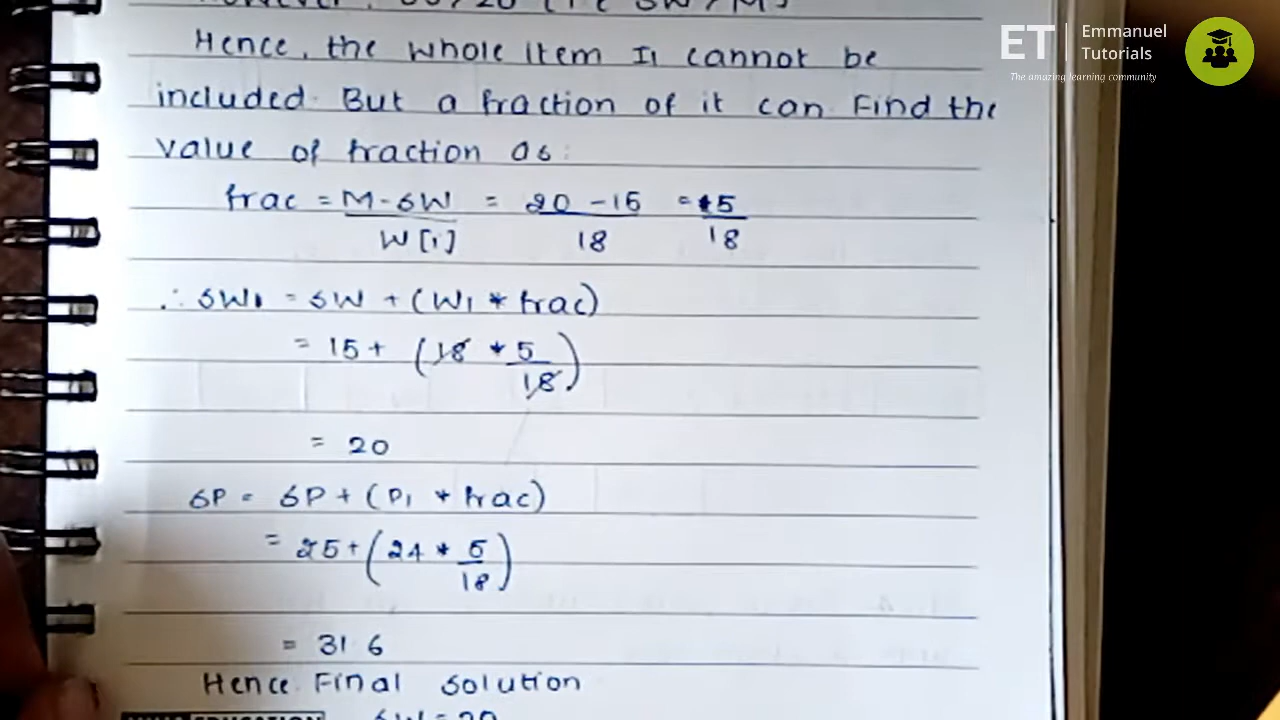 Hence, the whole Item I1 cannot be
included. But a fraction of it can Find the
value of fraction as:
frac = M-SW / W[1] = 20-15 / 18 = 5 / 18
∴ SW1 = SW + (W1 * frac)
= 15 + (18 * 5 / 18)
= 20
SP = SP + (P1 * frac)
= 25 + (24 * 5 / 18)
= 31.6
Hence Final solution
SW = 20
ET
Emmanuel
Tutorials
The amazing learning community